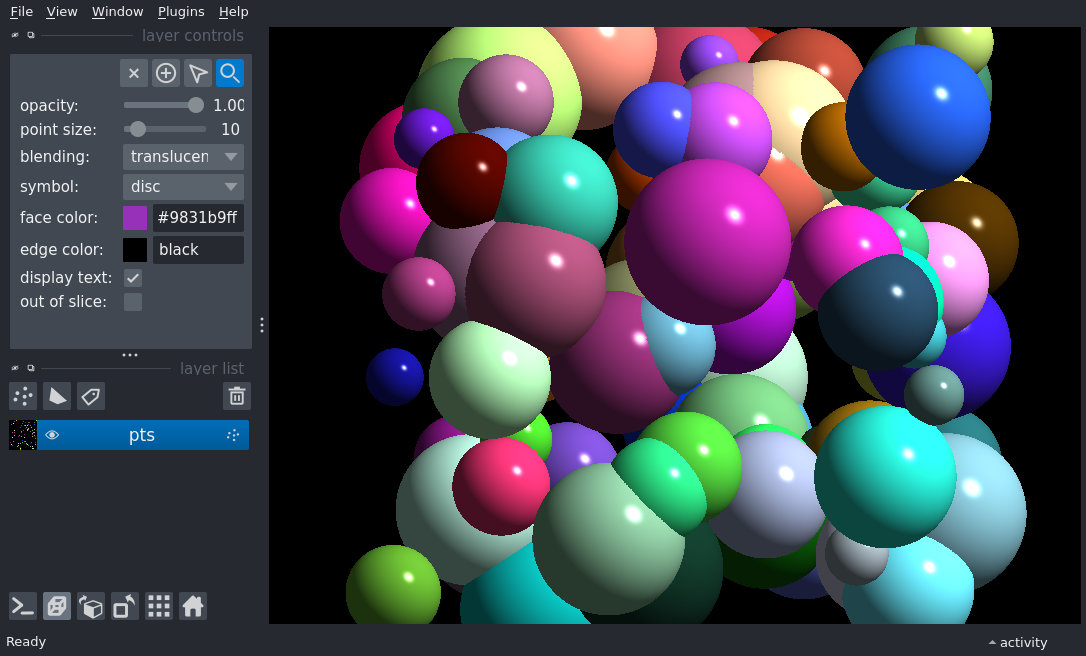 File View Window Plugins Help
layer controls
opacity: 1.00
point size: 10
blending: translucen
symbol: disc
face color: #9831b9ff
edge color: black
display text:
out of slice:
layer list
pts
Ready
activity